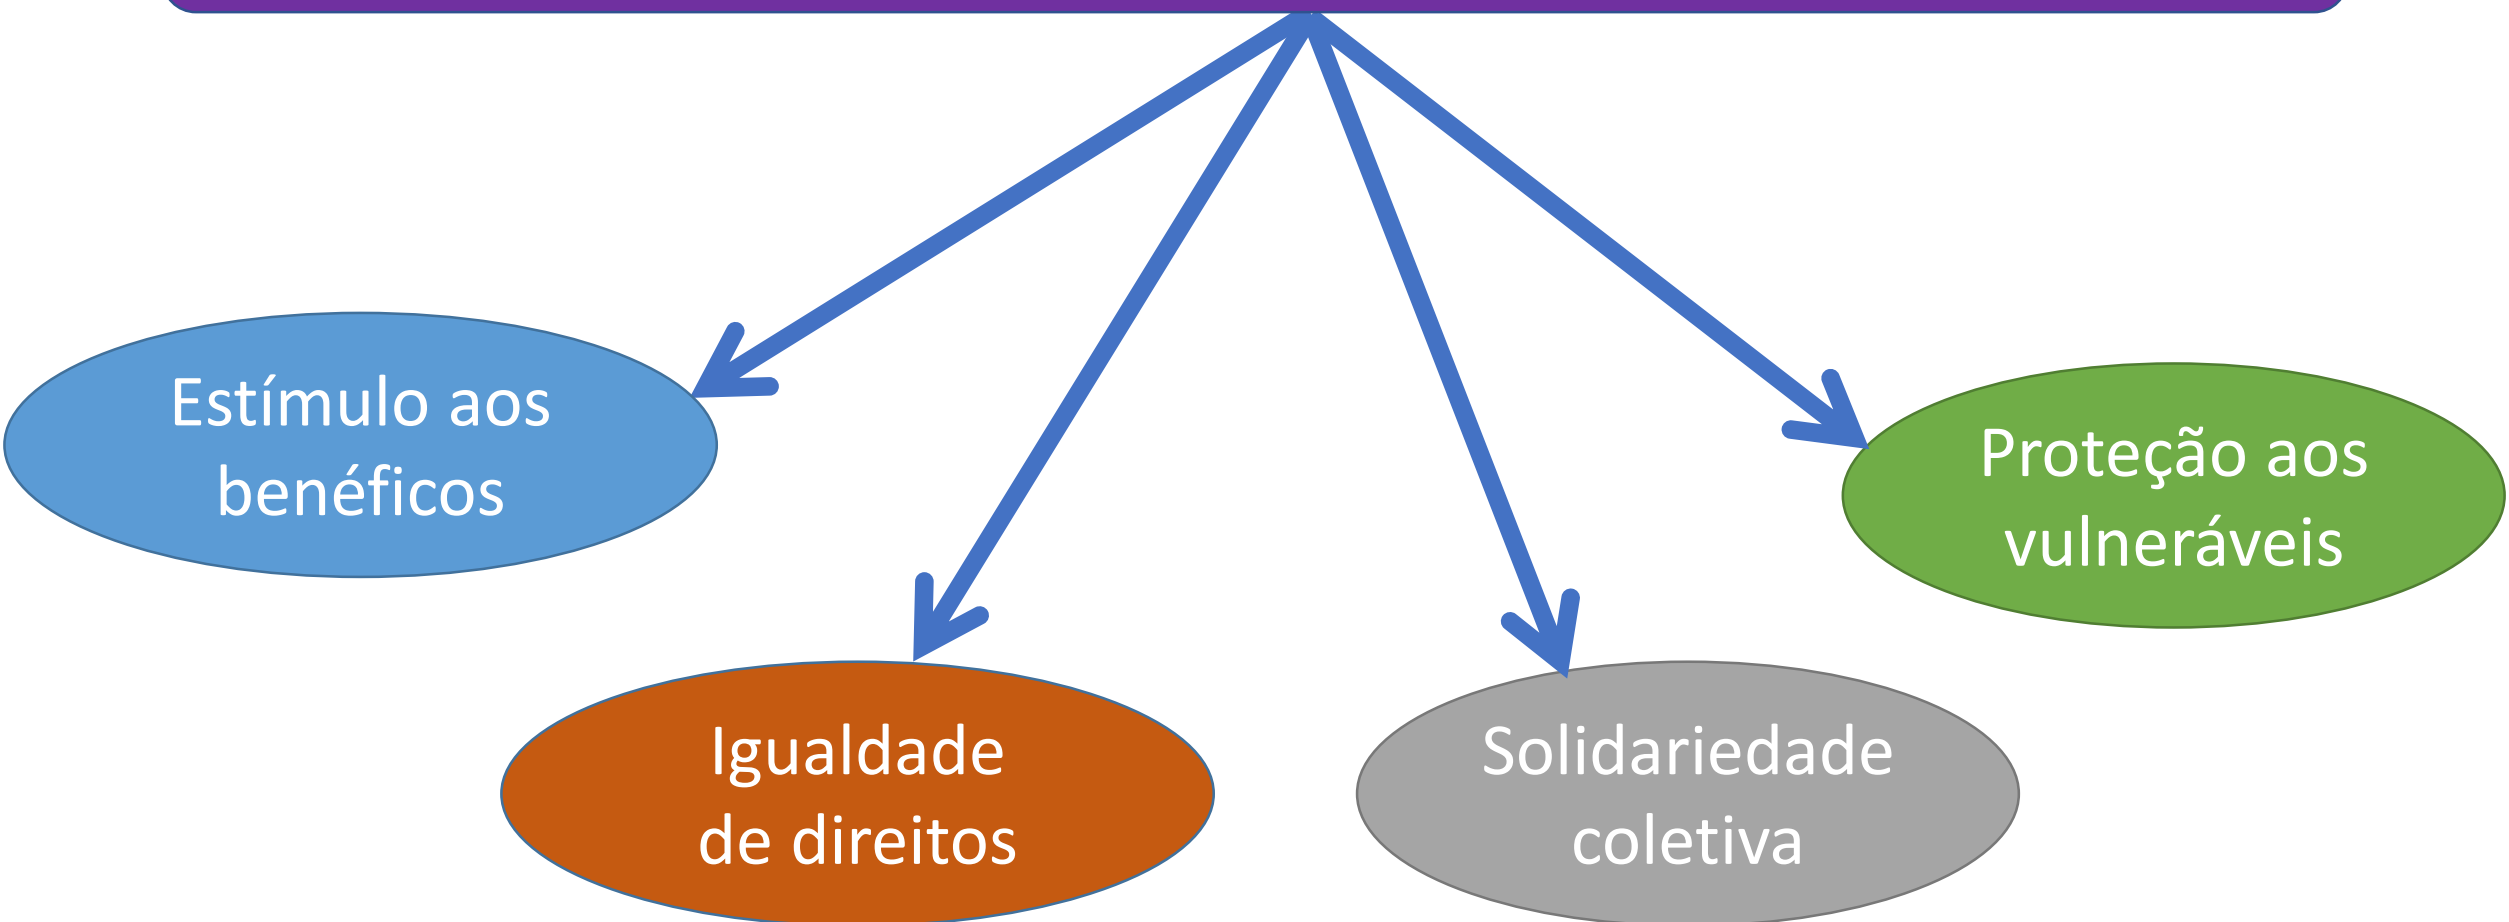 Estímulo aos
benéficos
Proteção aos
vulneráveis
Igualdade
de direitos
Solidariedade
coletiva